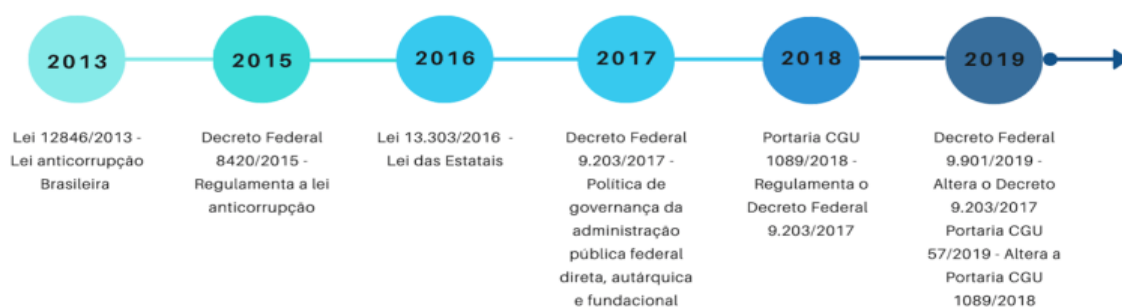 2013
Lei 12846/2013 -
Lei anticorrupção
Brasileira
2015
Decreto Federal
8420/2015 -
Regulamenta a lei
anticorrupção
2016
Lei 13.303/2016 -
Lei das Estatais
2017
Decreto Federal
9.203/2017 -
Política de
governança da
administração
pública federal
direta, autárquica
e fundacional
2018
Portaria CGU
1089/2018 -
Regulamenta o
Decreto Federal
9.203/2017
2019
Decreto Federal
9.901/2019 -
Altera o Decreto
9.203/2017
Portaria CGU
57/2019 - Altera a
Portaria CGU
1089/2018